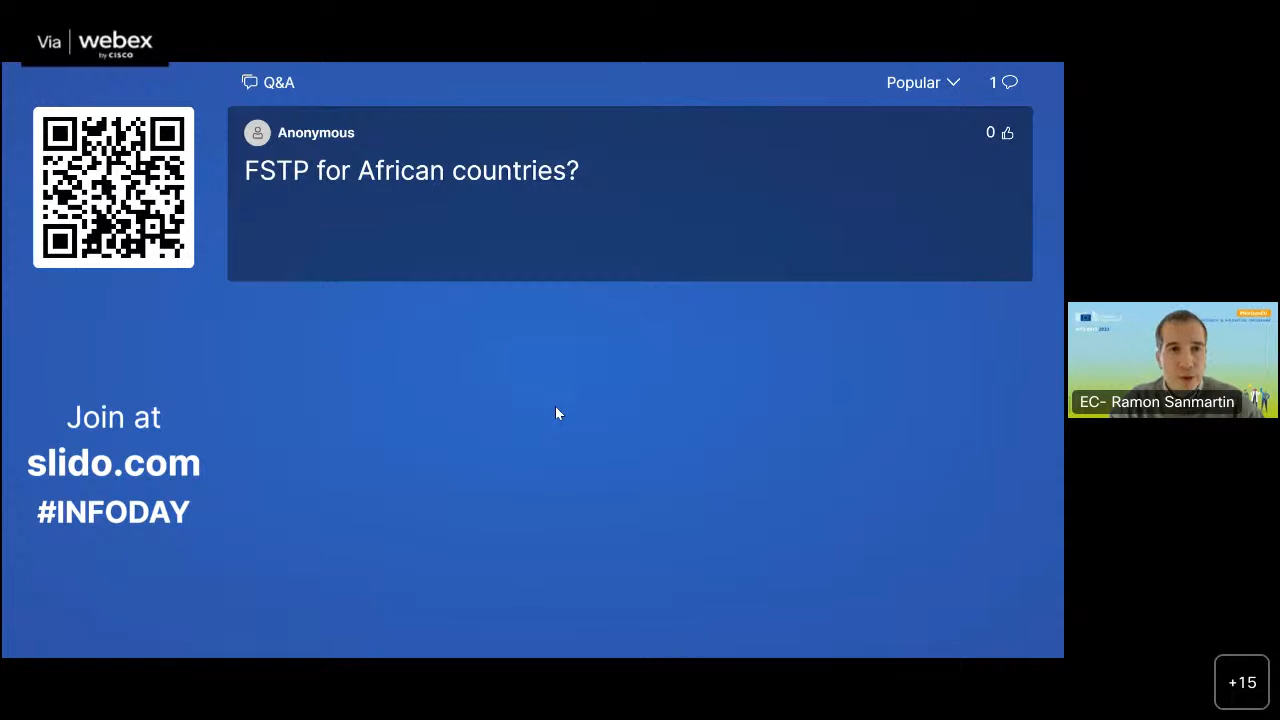 Via webex
by CISCO
Q&A
Popular
1
Anonymous
0
FSTP for African countries?
Join at
slido.com
#INFODAY
EC- Ramon Sanmartin
+15